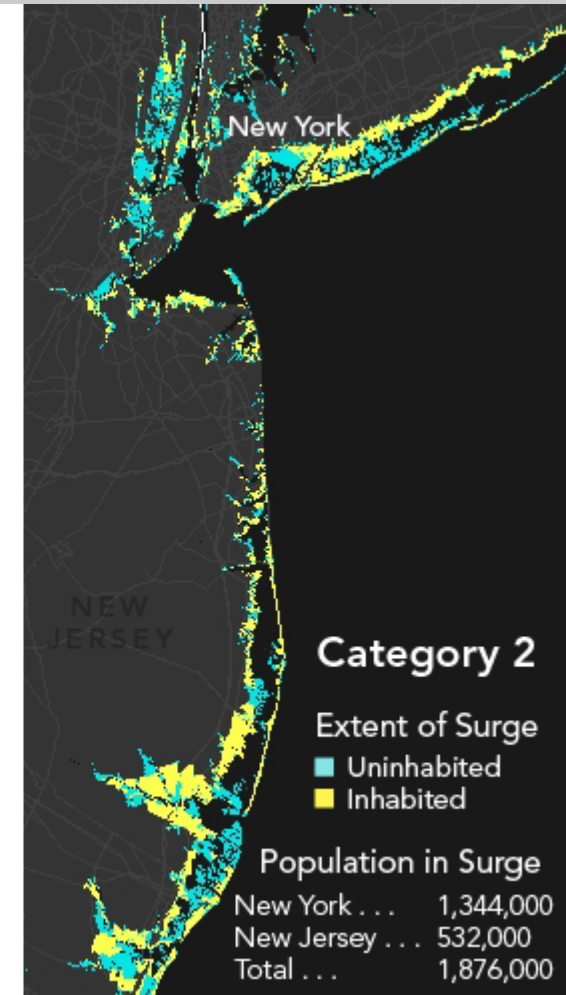 New York
NEW
JERSEY
Category 2
Extent of Surge
Uninhabited
Inhabited
Population in Surge
New York . . . 1,344,000
New Jersey . . . 532,000
Total . . . 1,876,000